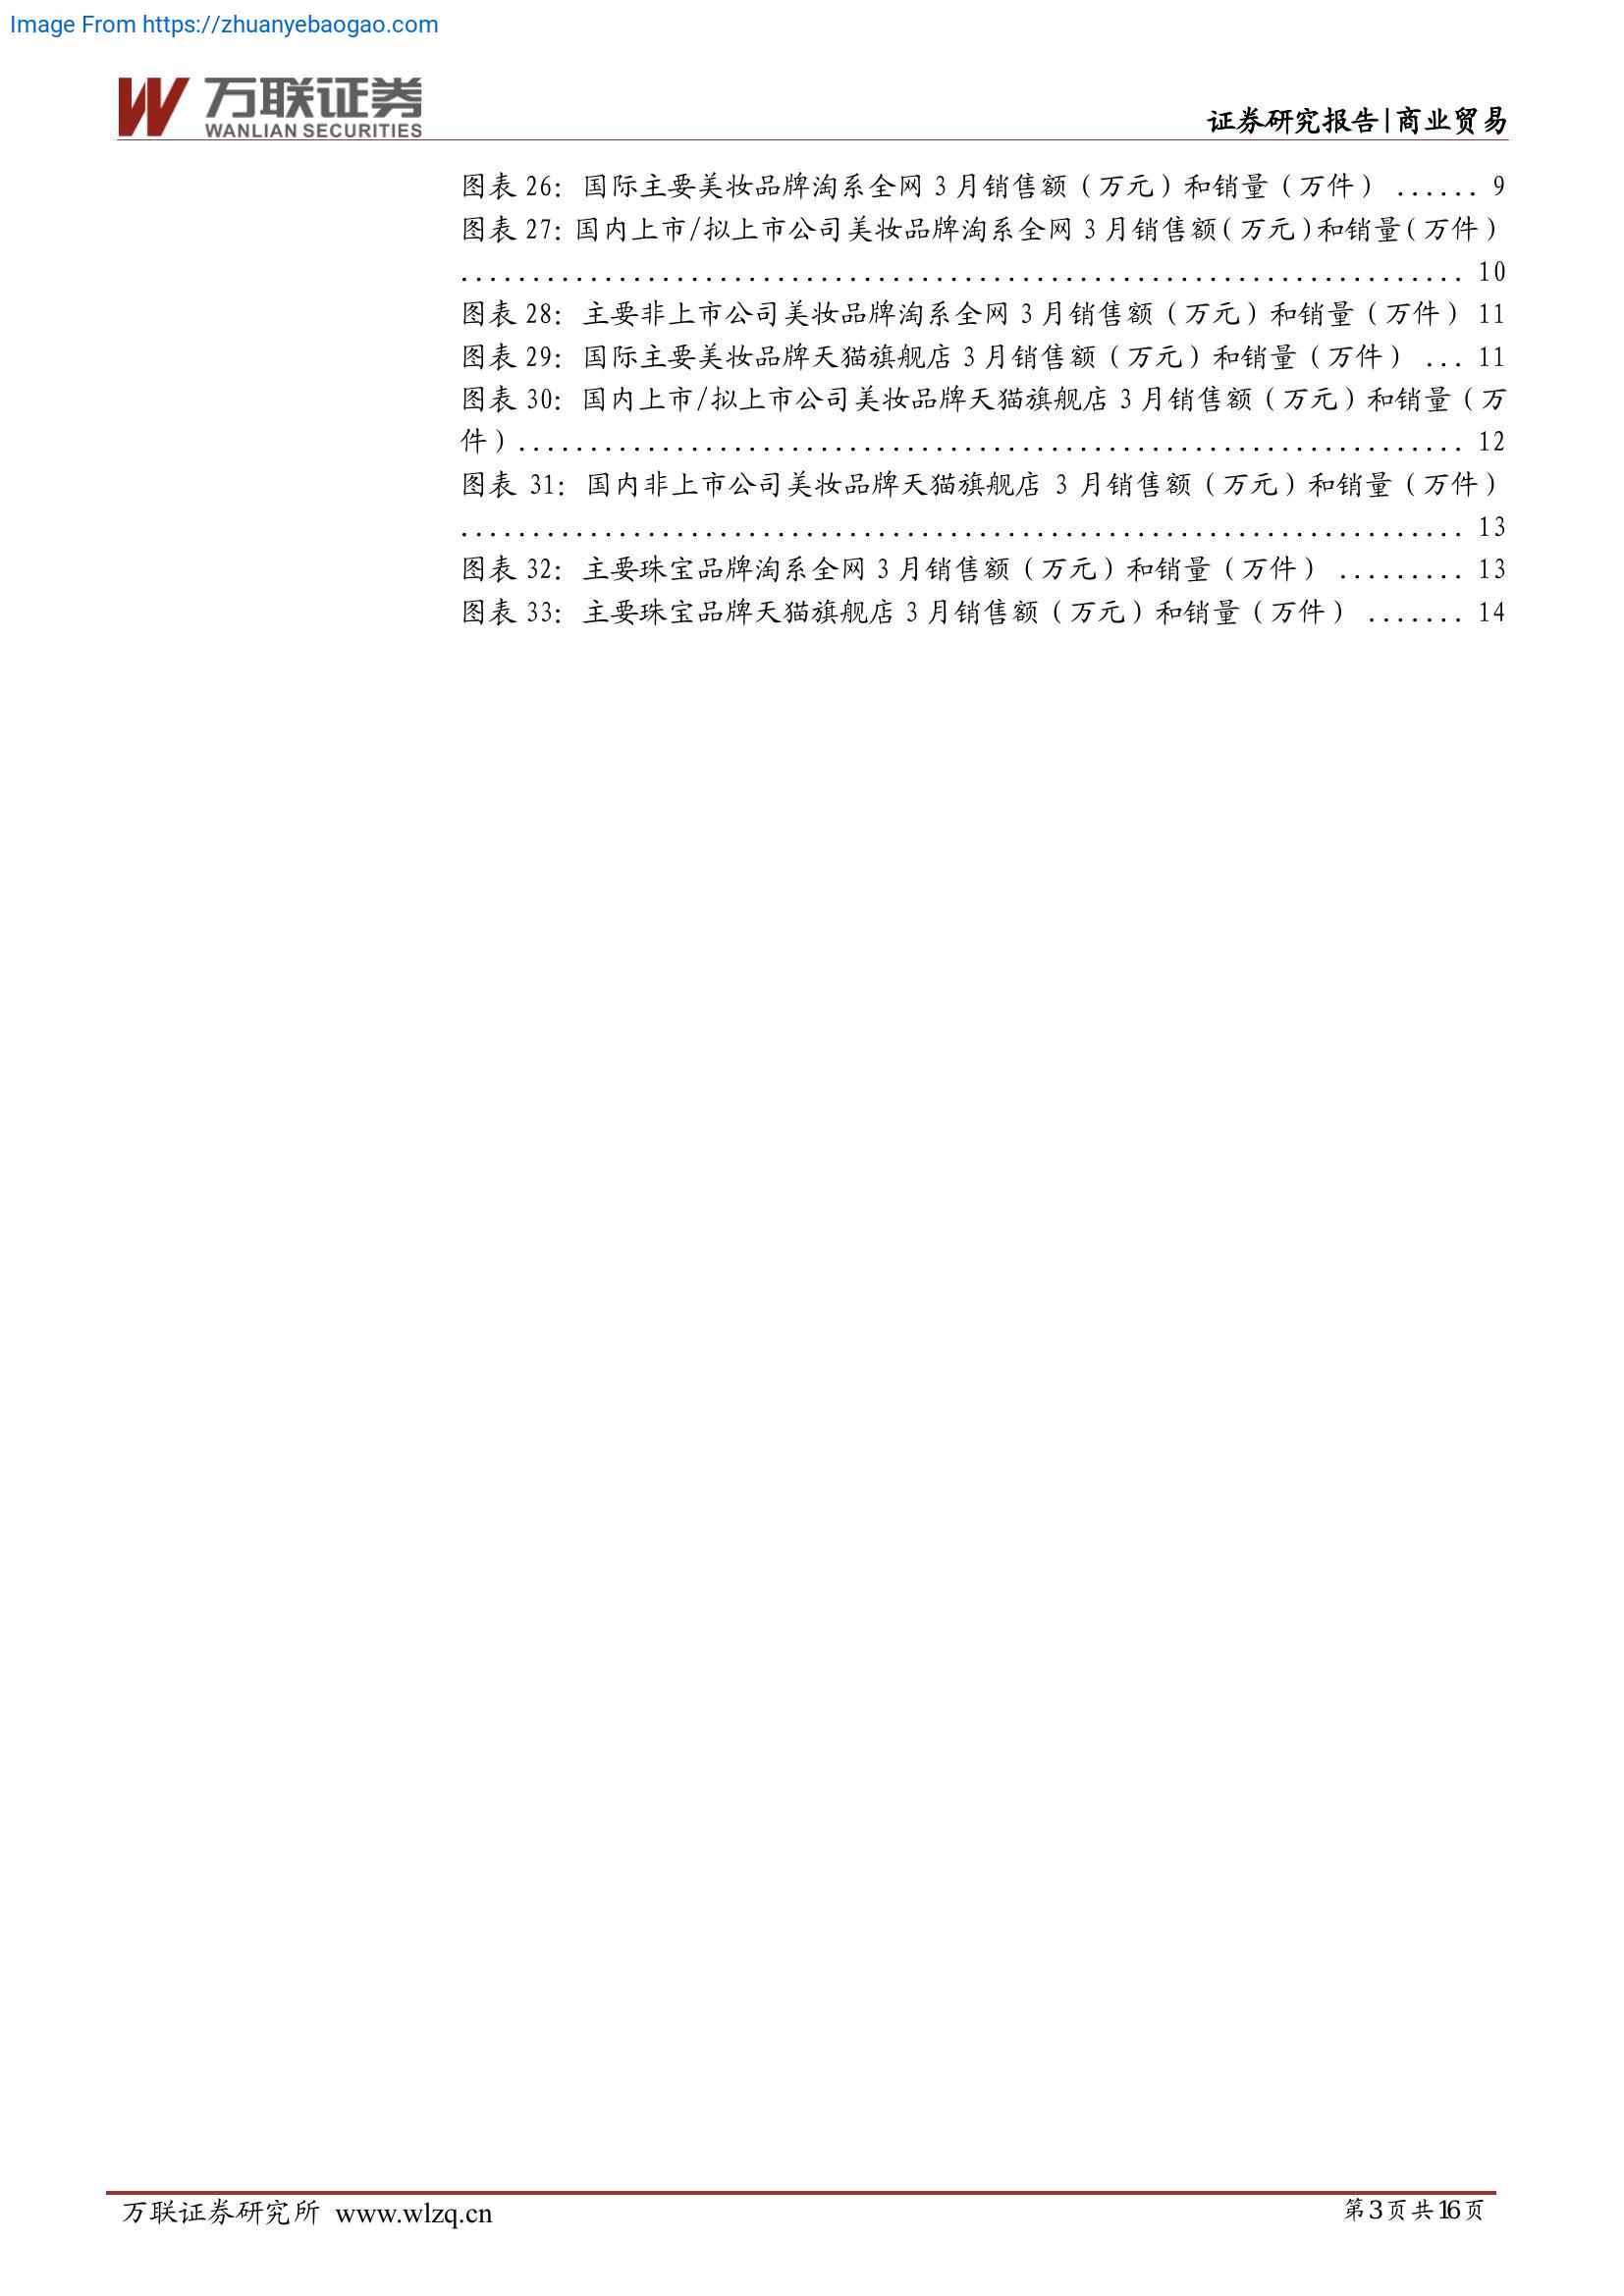 Image From https://zhuanyebaogao.com
万联证券
WANLIAN SECURITIES
证券研究报告|商业贸易
图表 26：国际主要美妆品牌淘系全网 3 月销售额（万元）和销量（万件） ...... 9
图表 27：国内上市/拟上市公司美妆品牌淘系全网 3 月销售额（万元）和销量（万件）
...................................................................... 10
图表 28：主要非上市公司美妆品牌淘系全网 3 月销售额（万元）和销量（万件） 11
图表 29：国际主要美妆品牌天猫旗舰店 3 月销售额（万元）和销量（万件） ... 11
图表 30：国内上市/拟上市公司美妆品牌天猫旗舰店 3 月销售额（万元）和销量（万
件）.................................................................. 12
图表 31：国内非上市公司美妆品牌天猫旗舰店 3 月销售额（万元）和销量（万件）
...................................................................... 13
图表 32：主要珠宝品牌淘系全网 3 月销售额（万元）和销量（万件） ......... 13
图表 33：主要珠宝品牌天猫旗舰店 3 月销售额（万元）和销量（万件） ....... 14
万联证券研究所 www.wlzq.cn
第3页共16页